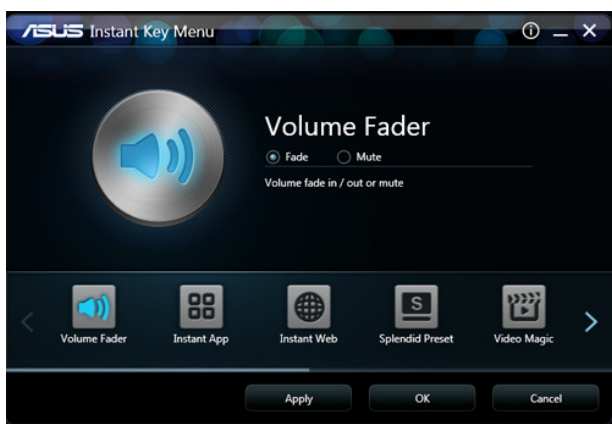 ASUS Instant Key Menu
Volume Fader
Fade Mute
Volume fade in / out or mute
S
Volume Fader Instant App Instant Web Splendid Preset Video Magic
Apply OK Cancel